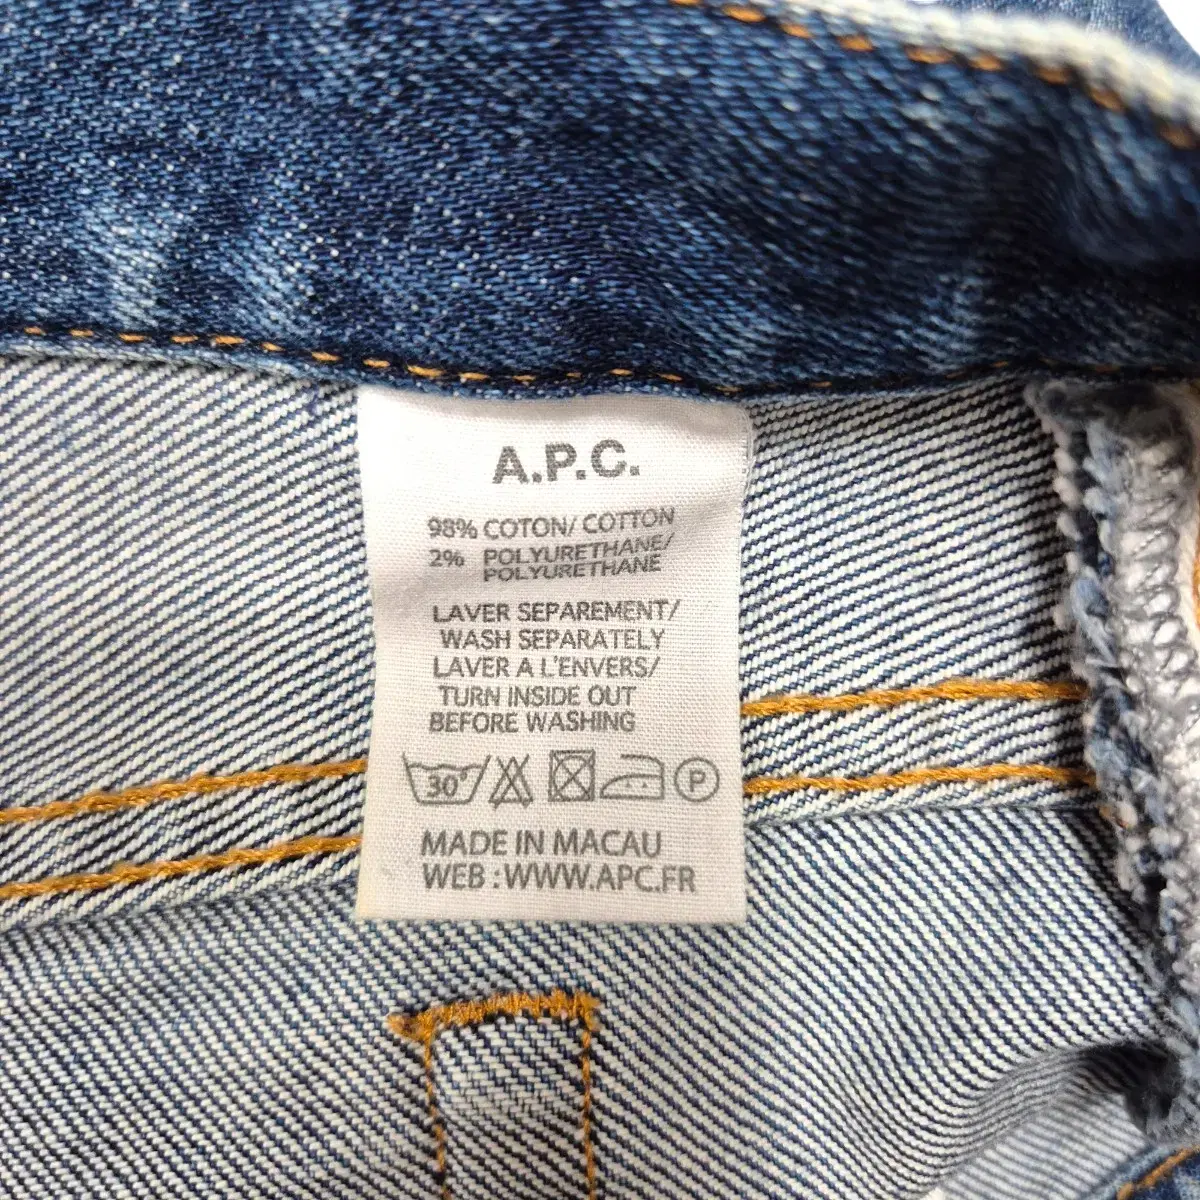 A.P.C.
98% COTON/ COTTON
2% POLYURETHANE/
POLYURETHANE
LAVER SEPAREMENT/
WASH SEPARATELY
LAVER A L'ENVERS/
TURN INSIDE OUT
BEFORE WASHING
30° P
MADE IN MACAU
WEB :WWW.APC.FR